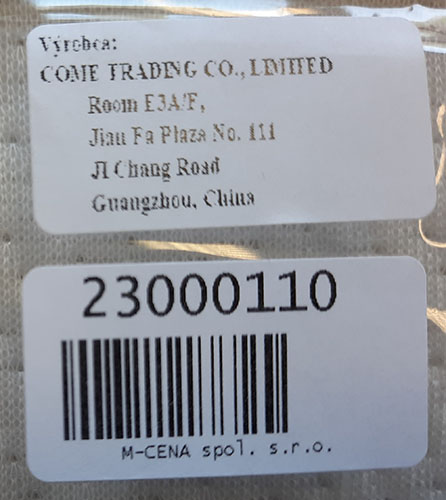 Výrobca:
COME TRADING CO., LIMITED
Room E3A/F,
Jian Fa Plaza No. 111
JI Chang Road
Guangzhou, China
23000110
M-CENA spol. s.r.o.